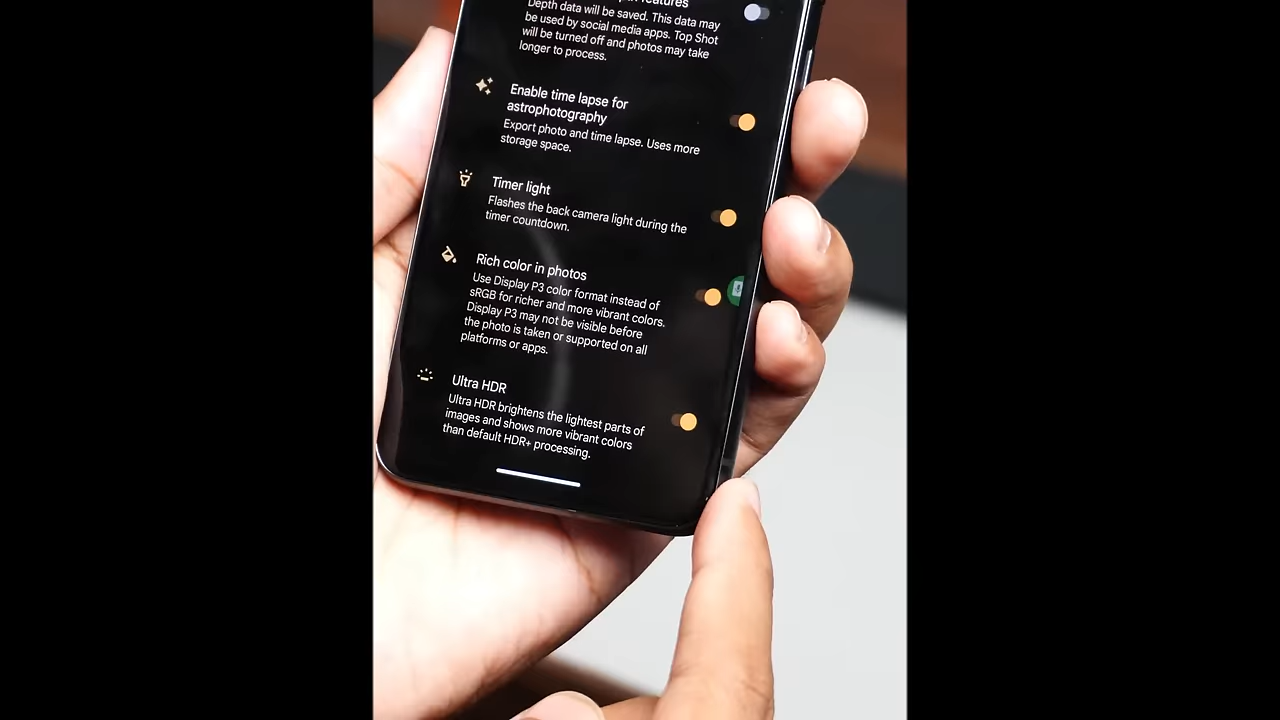 features
Depth data will be saved. This data may
be used by social media apps. Top Shot
will be turned off and photos may take
longer to process.
Enable time lapse for
astrophotography
Export photo and time lapse. Uses more
storage space.
Timer light
Flashes the back camera light during the
timer countdown.
Rich color in photos
Use Display P3 color format instead of
sRGB for richer and more vibrant colors.
Display P3 may not be visible before
the photo is taken or supported on all
platforms or apps.
Ultra HDR
Ultra HDR brightens the lightest parts of
images and shows more vibrant colors
than default HDR+ processing.